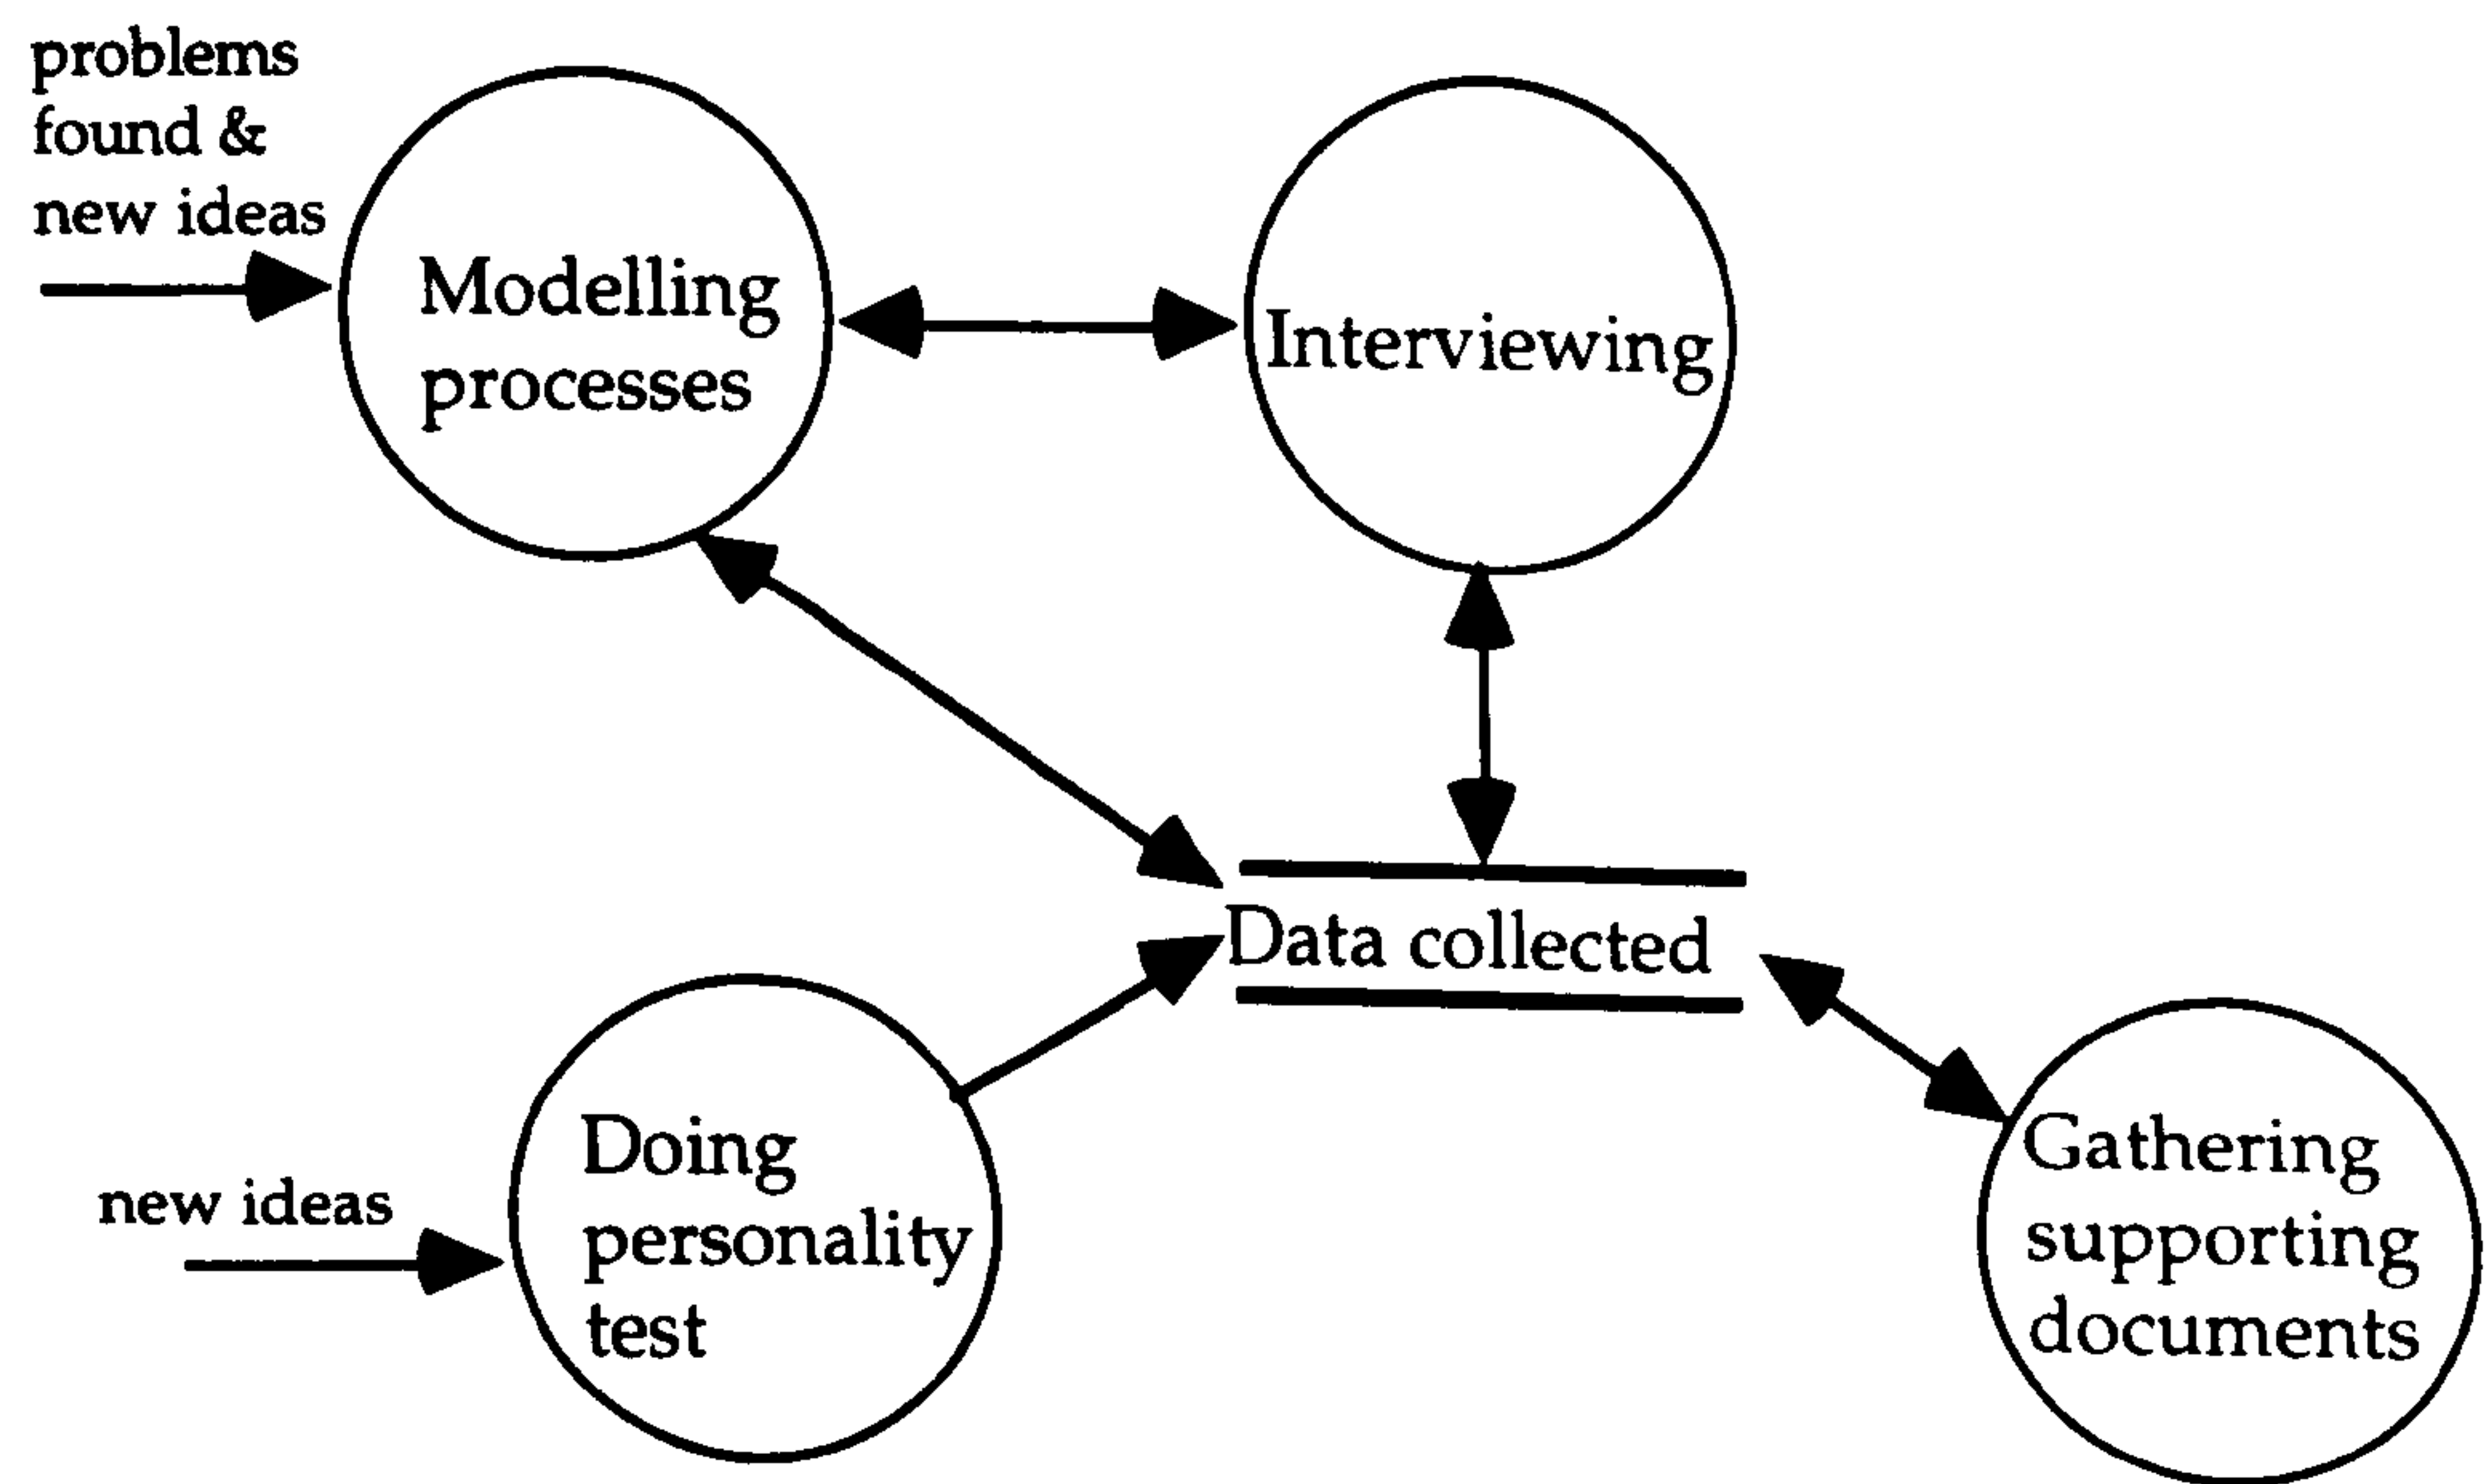 problems
found &
new ideas
Modelling
processes
Interviewing
Data collected
Doing
personality
test
new ideas
Gathering
supporting
documents